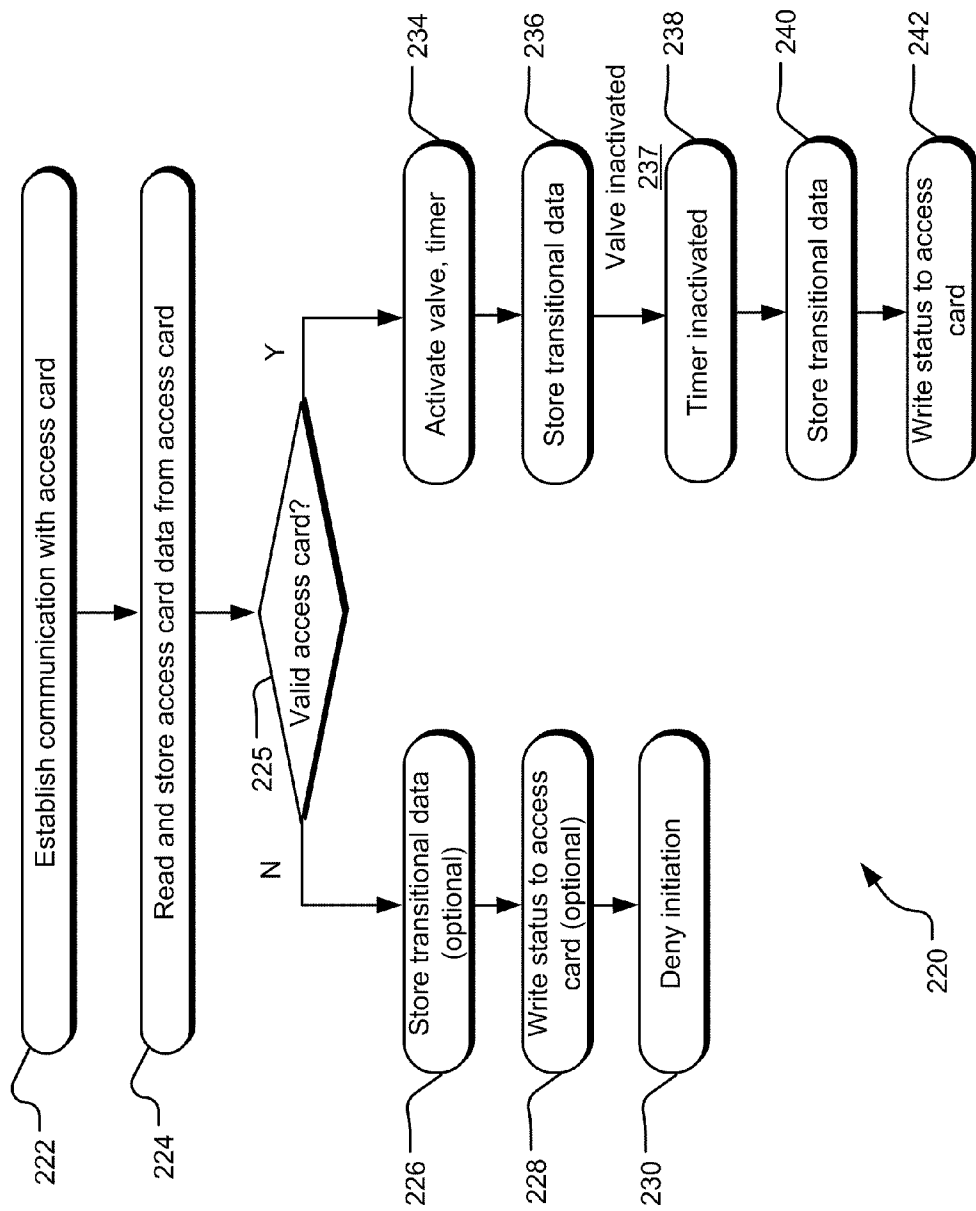 222
Establish communication with access card
224
Read and store access card data from access card
225
Valid access card?
N
Y
226
Store transitional data
(optional)
228
Write status to access
card (optional)
230
Deny initiation
Activate valve, timer
234
Store transitional data
236
Valve inactivated
237
Timer inactivated
238
Store transitional data
240
Write status to access
card
242
220